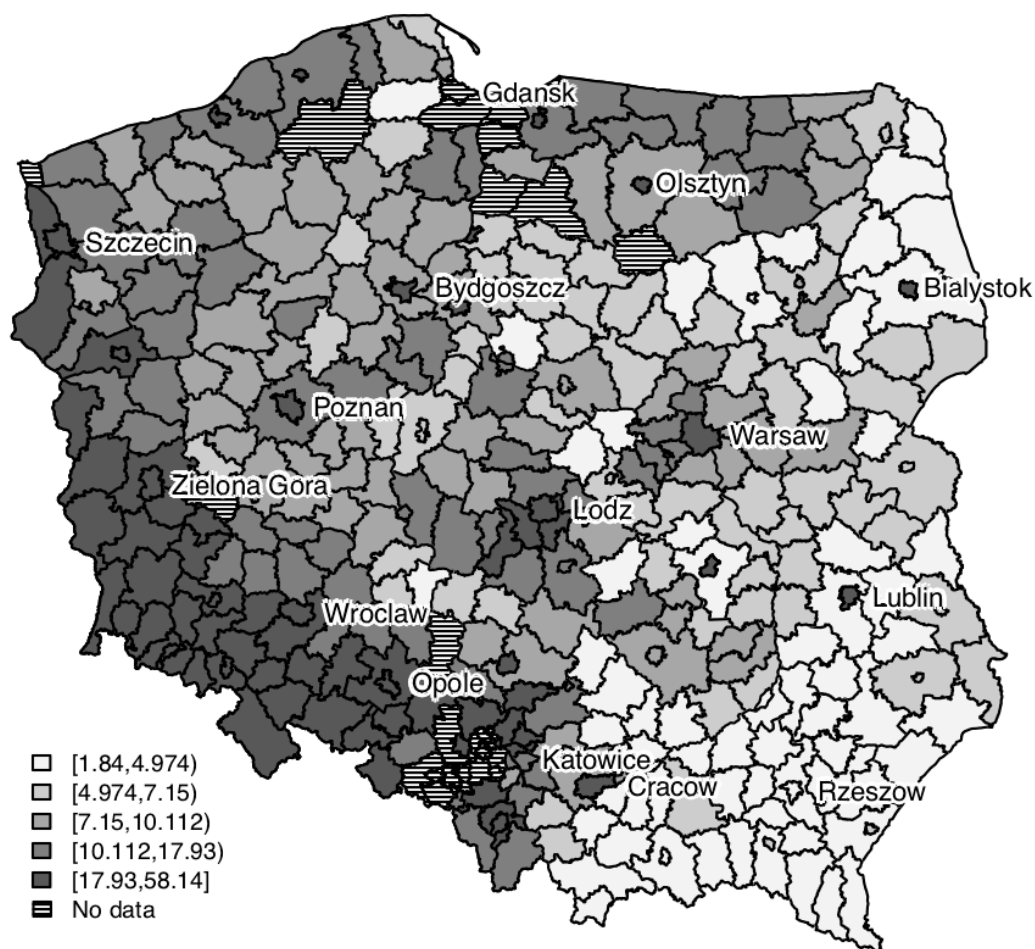 Gdansk
Olsztyn
Szczecin
Bydgoszcz
Bialystok
Poznan
Warsaw
Zielona Gora
Lodz
Wroclaw
Lublin
Opole
Katowice
Cracow
Rzeszow
[1.84,4.974)
[4.974,7.15)
[7.15,10.112)
[10.112,17.93)
[17.93,58.14]
No data